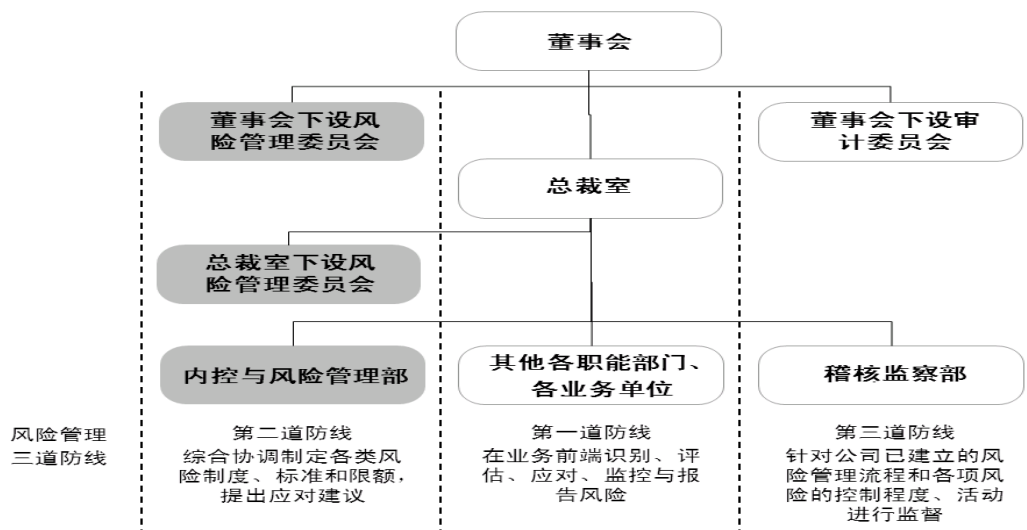 董事会
董事会下设风
险管理委员会
董事会下设审
计委员会
总裁室
总裁室下设风
险管理委员会
内控与风险管理部
其他各职能部门、
各业务单位
稽核监察部
风险管理
三道防线
第二道防线
综合协调制定各类风
险制度、标准和限额,
提出应对建议
第一道防线
在业务前端识别、评
估、应对、监控与报
告风险
第三道防线
针对公司已建立的风
险管理流程和各项风
险的控制程度、活动
进行监督